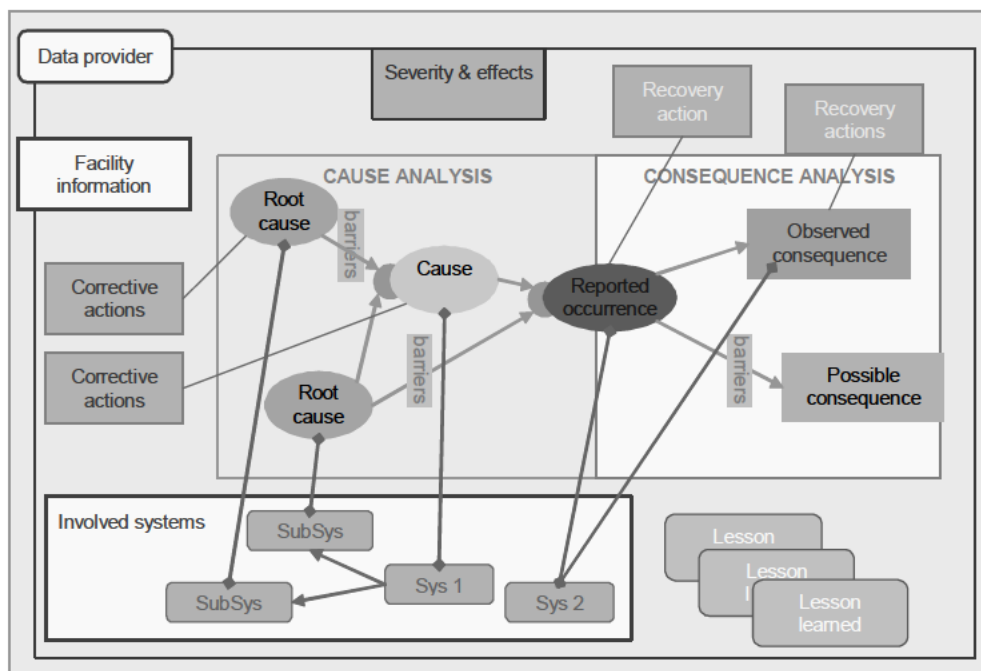 Data provider
Severity & effects
Recovery
action
Recovery
actions
Facility
information
CAUSE ANALYSIS
CONSEQUENCE ANALYSIS
Root
cause
barriers
Observed
consequence
Cause
Corrective
actions
Reported
occurrence
barriers
barriers
Corrective
actions
Root
cause
Possible
consequence
Involved systems
SubSys
SubSys
Sys 1
Sys 2
Lesson
Lesson
l
Lesson
learned